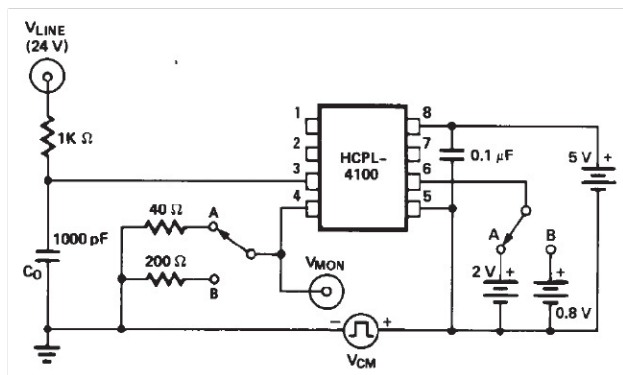 VLINE
(24 V)
1K Ω
1000 pF
CO
40 Ω
A
200 Ω
B
VMON
1
2
3
4
HCPL-
4100
8
7
6
5
0.1 μF
5 V
+
A
B
2 V
+
+
0.8 V
−
+
VCM